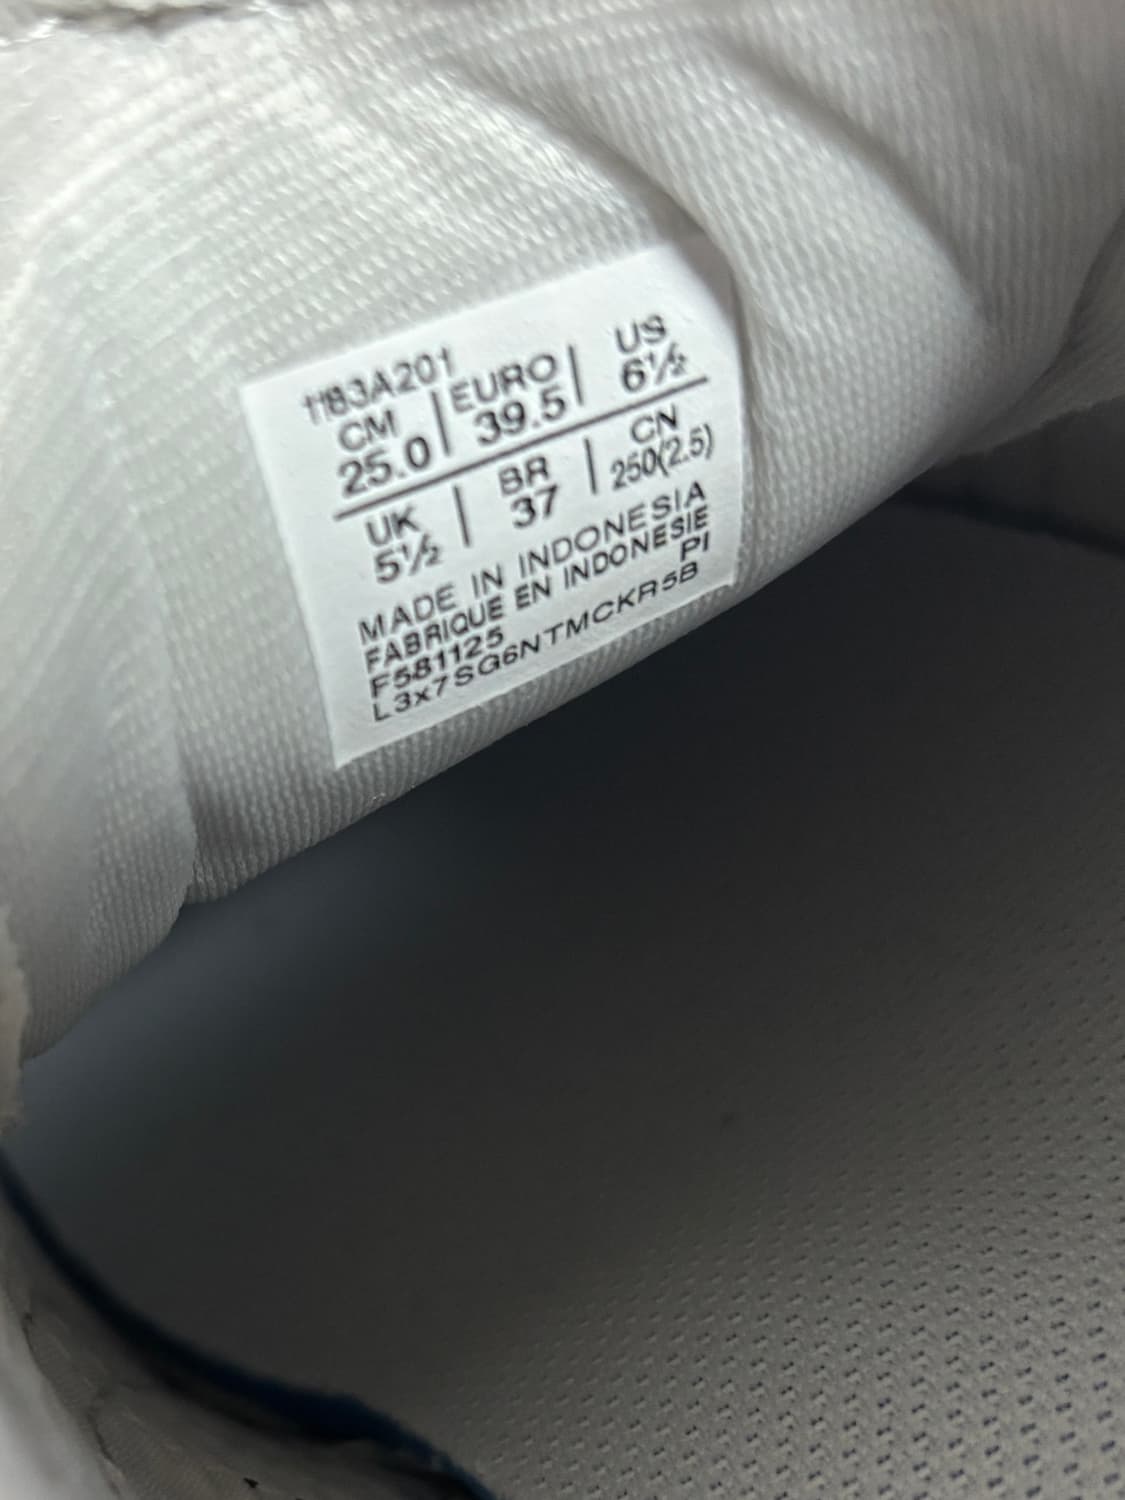 1183A201
CM | EURO | US
25.0 | 39.5 | 6½
UK | BR | CN
5½ | 37 | 250(2.5)
MADE IN INDONESIA
FABRIQUE EN INDONESIE
PI
F581125
L3x7SG6NTMCKR5B